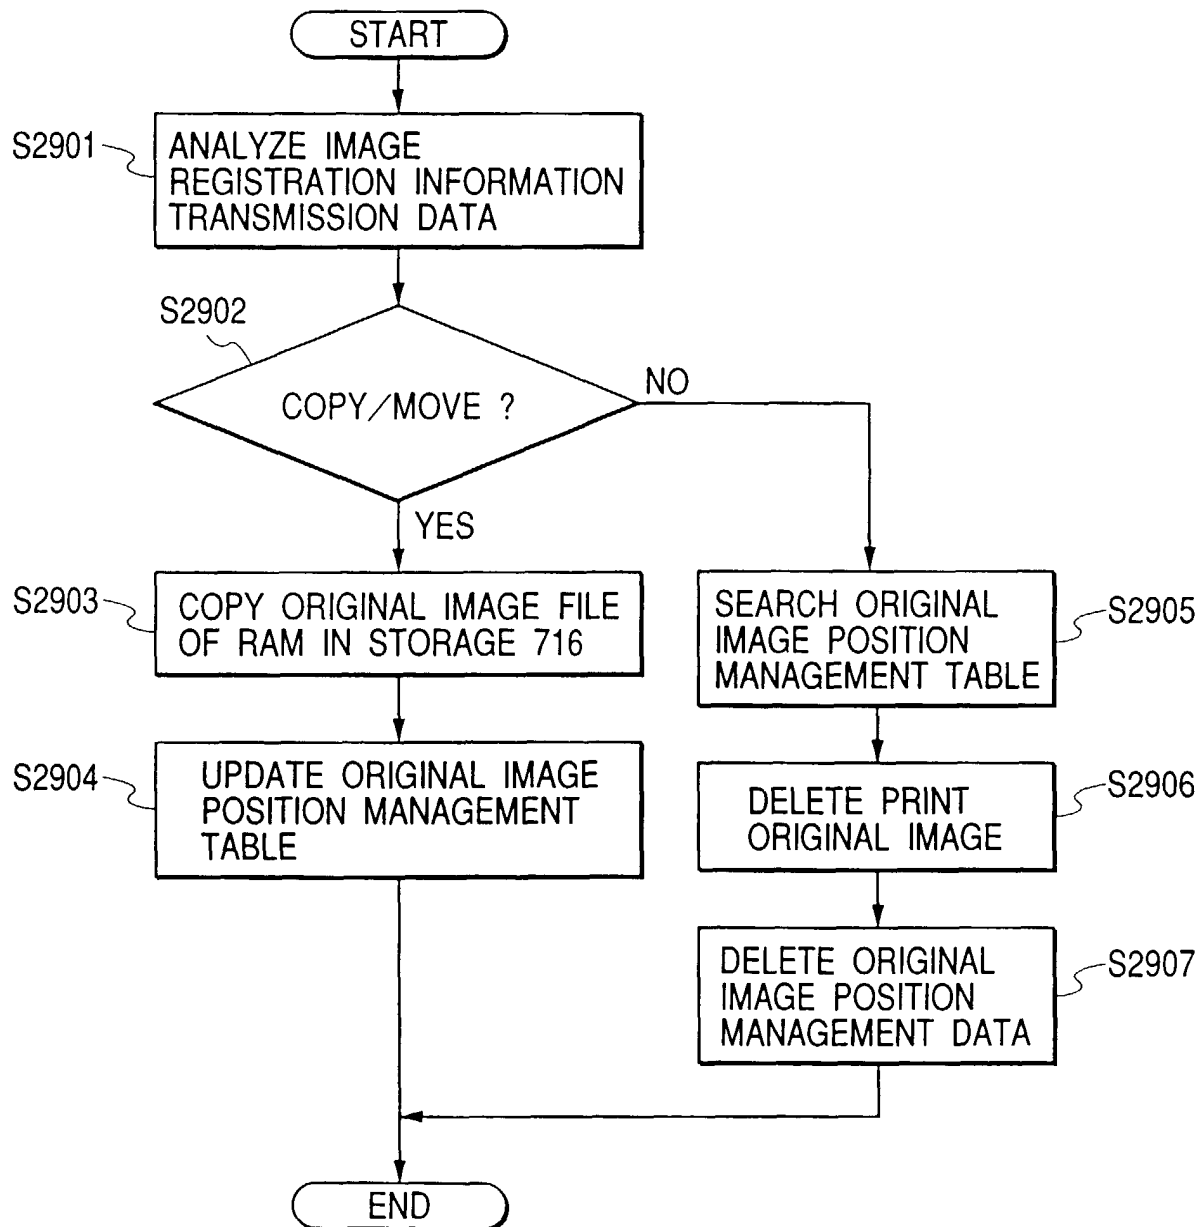 START
S2901
ANALYZE IMAGE
REGISTRATION INFORMATION
TRANSMISSION DATA
S2902
COPY/MOVE ?
NO
YES
S2903
COPY ORIGINAL IMAGE FILE
OF RAM IN STORAGE 716
S2904
UPDATE ORIGINAL IMAGE
POSITION MANAGEMENT
TABLE
SEARCH ORIGINAL
IMAGE POSITION
MANAGEMENT TABLE
S2905
DELETE PRINT
ORIGINAL IMAGE
S2906
DELETE ORIGINAL
IMAGE POSITION
MANAGEMENT DATA
S2907
END